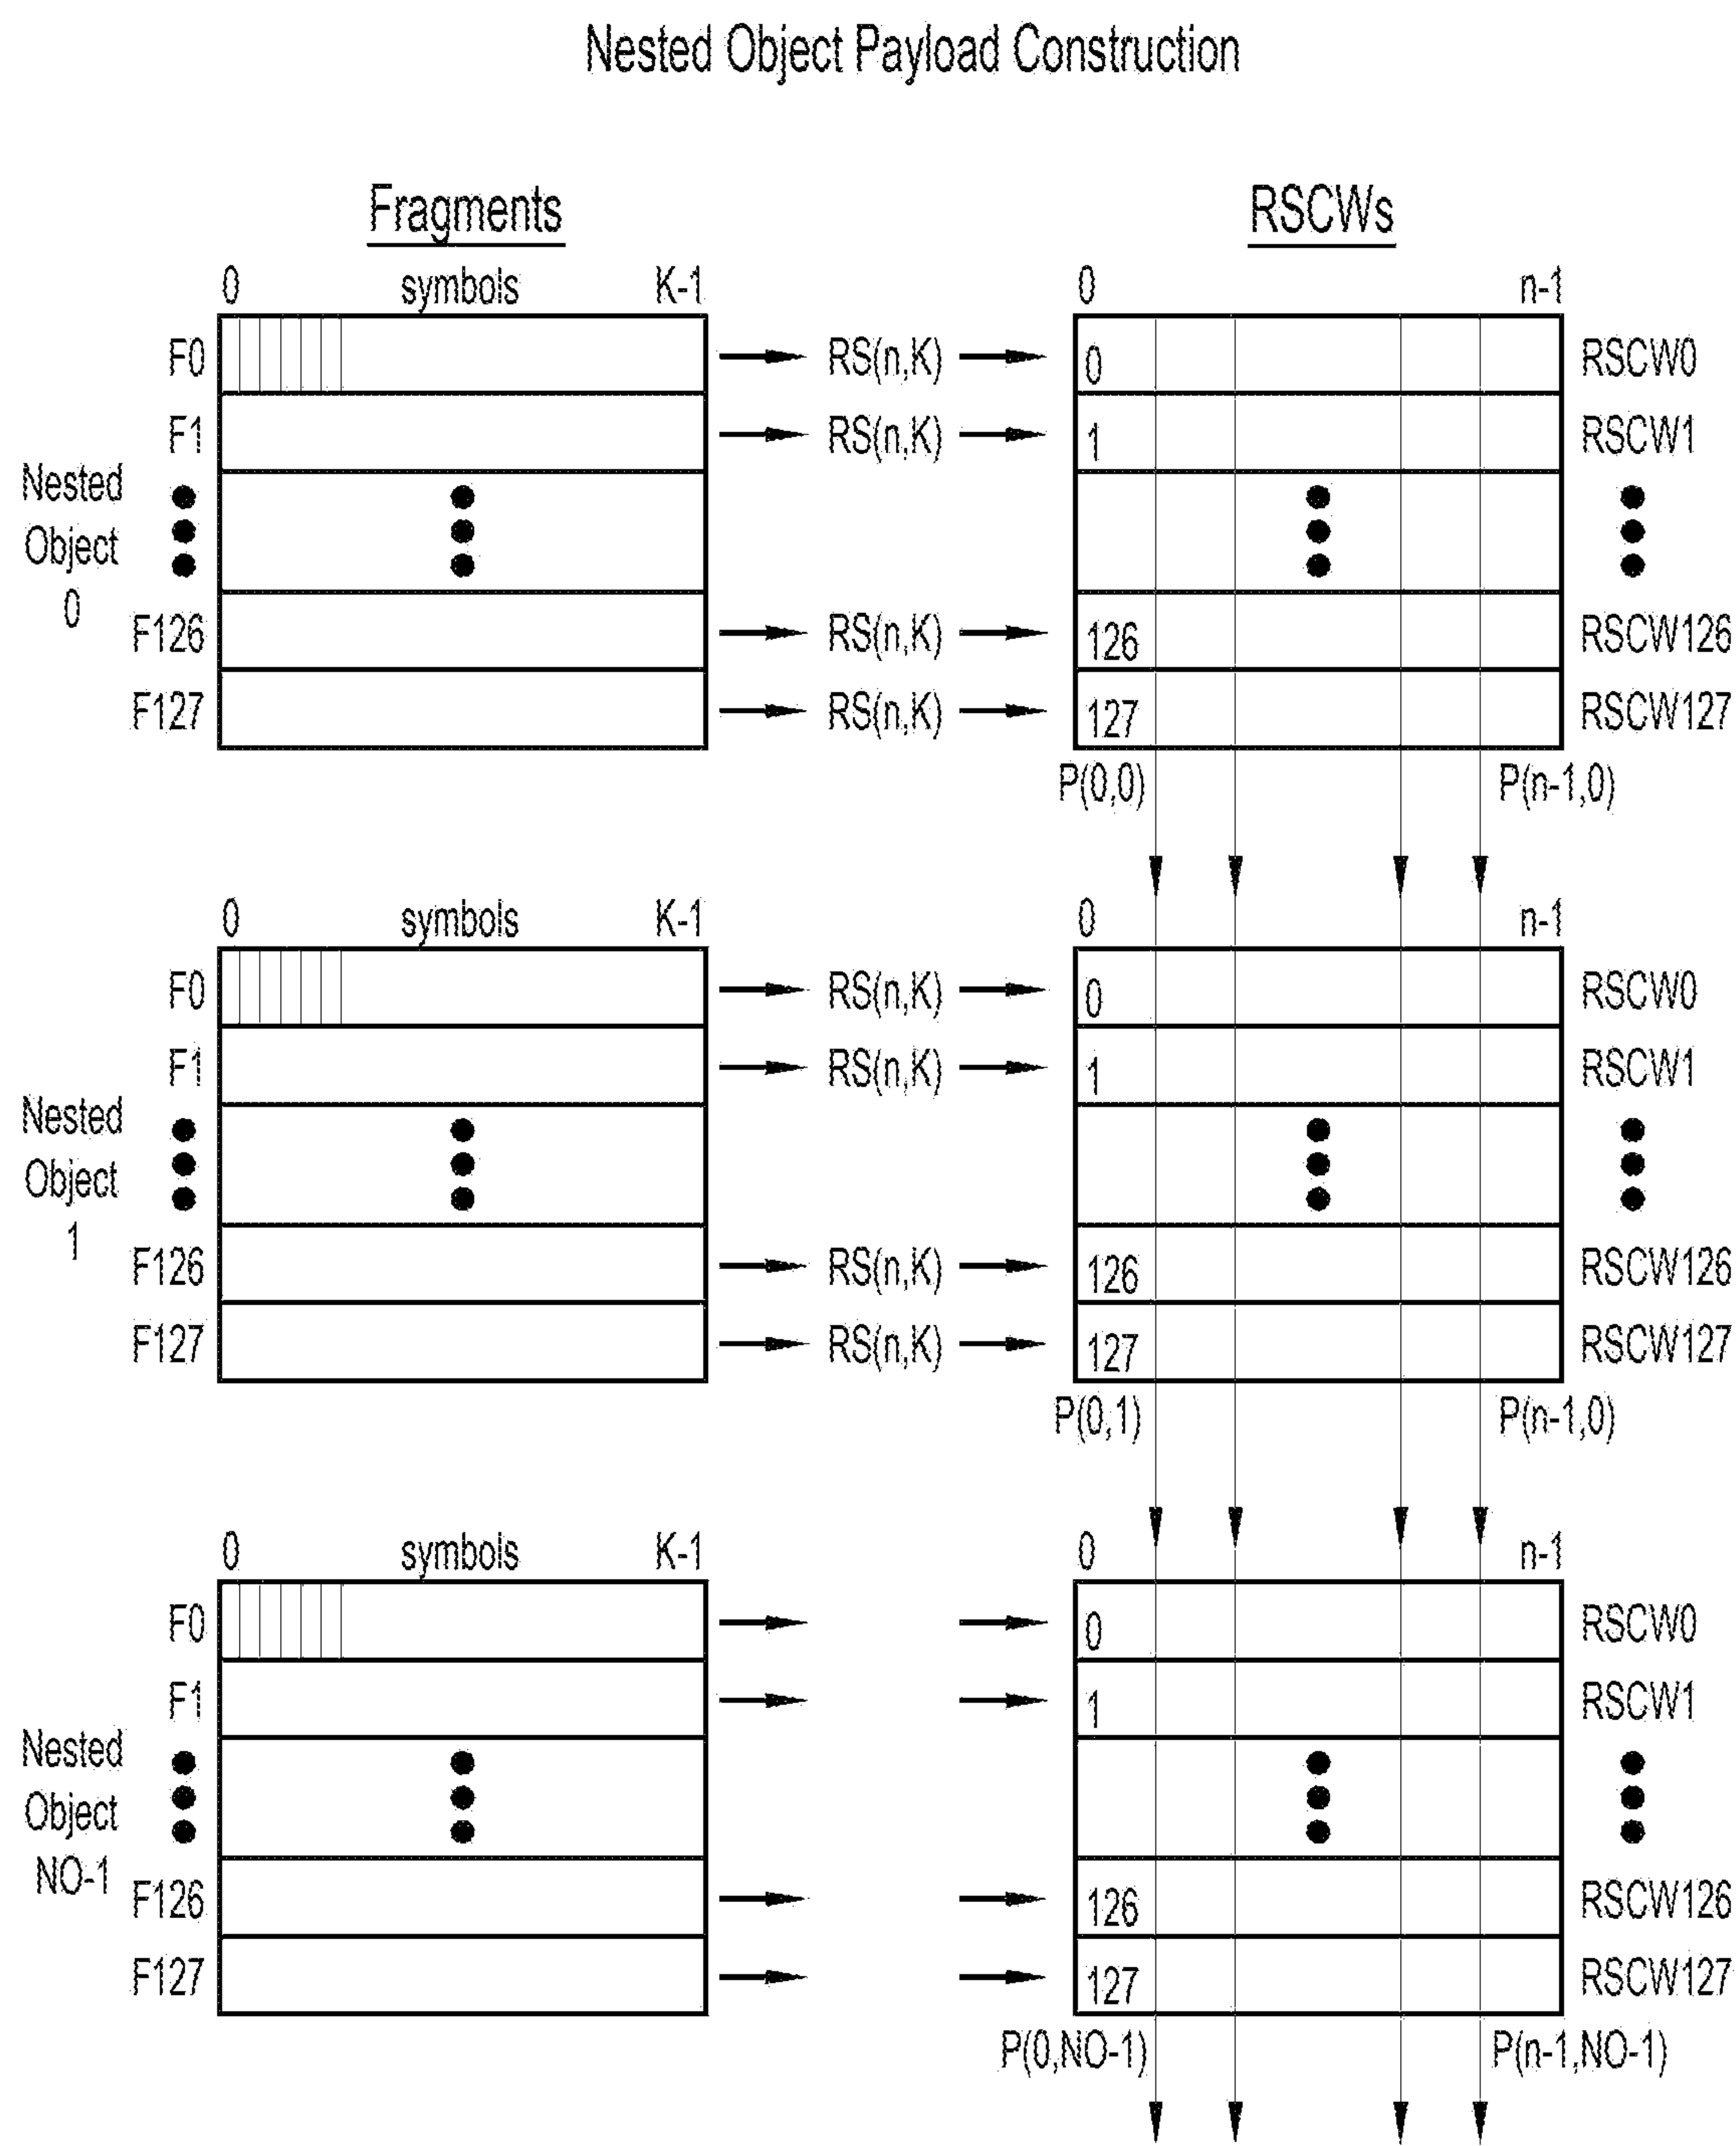 Nested Object Payload Construction
Fragments RSCWs
0 symbols K-1 0 n-1
F0 RS(n,K) 0 RSCW0
F1 RS(n,K) 1 RSCW1
Nested
Object
0
F126 RS(n,K) 126 RSCW126
F127 RS(n,K) 127 RSCW127
P(0,0) P(n-1,0)
0 symbols K-1 0 n-1
F0 RS(n,K) 0 RSCW0
F1 RS(n,K) 1 RSCW1
Nested
Object
1
F126 RS(n,K) 126 RSCW126
F127 RS(n,K) 127 RSCW127
P(0,1) P(n-1,0)
0 symbols K-1 0 n-1
F0 0 RSCW0
F1 1 RSCW1
Nested
Object
NO-1
F126 126 RSCW126
F127 127 RSCW127
P(0,NO-1) P(n-1,NO-1)